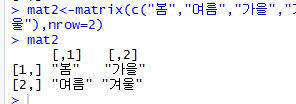 > mat2<-matrix(c("봄","여름","가을","
울"),nrow=2)
> mat2
[,1] [,2]
[1,] "봄" "가을"
[2,] "여름" "겨울"
>